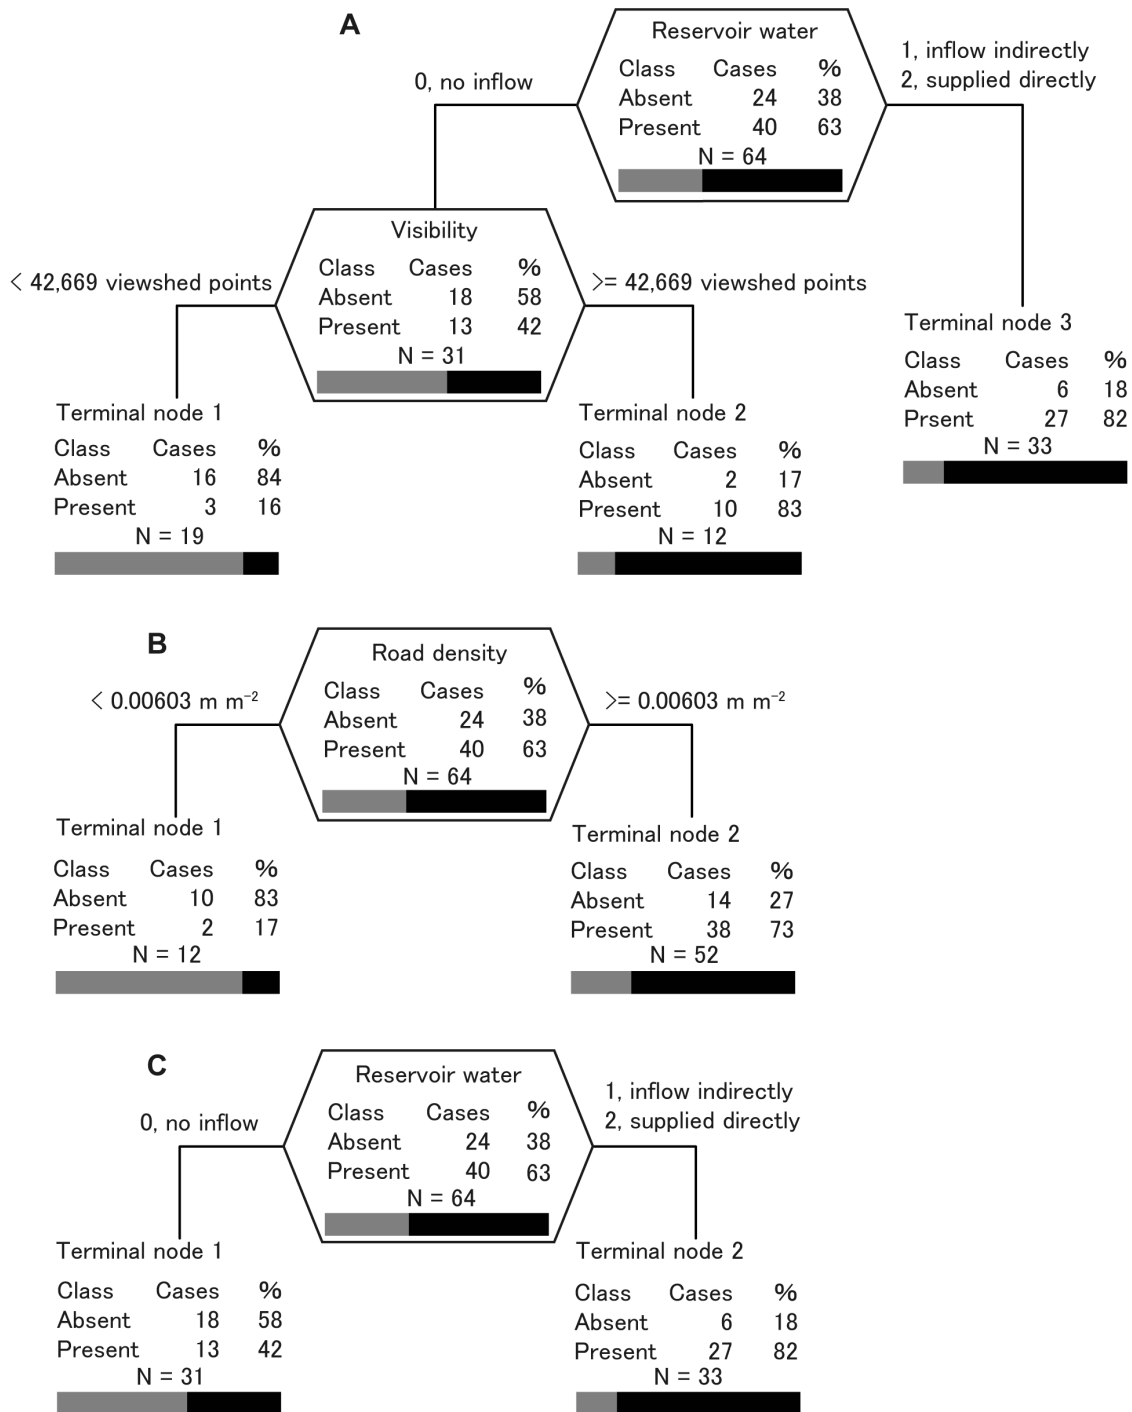 A
Reservoir water
Class Cases %
Absent 24 38
Present 40 63
N = 64
0, no inflow
1, inflow indirectly
2, supplied directly
Visibility
Class Cases %
Absent 18 58
Present 13 42
N = 31
< 42,669 viewshed points
>= 42,669 viewshed points
Terminal node 1
Class Cases %
Absent 16 84
Present 3 16
N = 19
Terminal node 2
Class Cases %
Absent 2 17
Present 10 83
N = 12
Terminal node 3
Class Cases %
Absent 6 18
Prsent 27 82
N = 33
B
Road density
Class Cases %
Absent 24 38
Present 40 63
N = 64
< 0.00603 m m⁻²
>= 0.00603 m m⁻²
Terminal node 1
Class Cases %
Absent 10 83
Present 2 17
N = 12
Terminal node 2
Class Cases %
Absent 14 27
Present 38 73
N = 52
C
Reservoir water
Class Cases %
Absent 24 38
Present 40 63
N = 64
0, no inflow
1, inflow indirectly
2, supplied directly
Terminal node 1
Class Cases %
Absent 18 58
Present 13 42
N = 31
Terminal node 2
Class Cases %
Absent 6 18
Present 27 82
N = 33